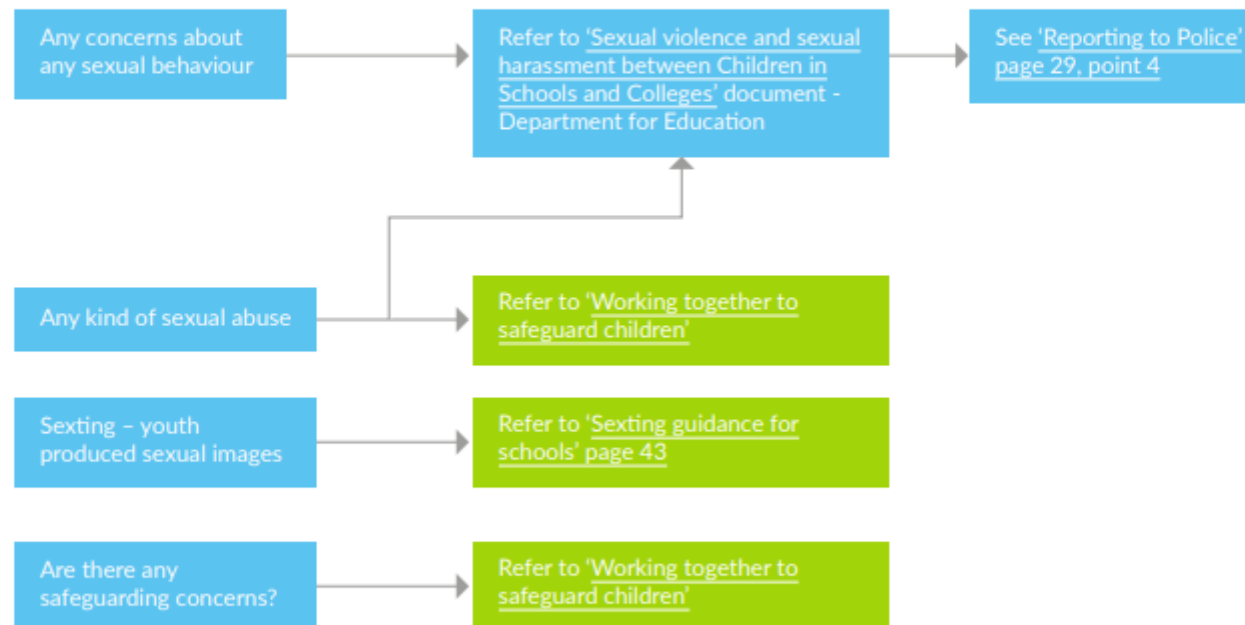 Any concerns about
any sexual behaviour
Refer to ‘Sexual violence and sexual
harassment between Children in
Schools and Colleges’ document -
Department for Education
See ‘Reporting to Police’
page 29, point 4
Any kind of sexual abuse
Refer to ‘Working together to
safeguard children’
Sexting – youth
produced sexual images
Refer to ‘Sexting guidance for
schools’ page 43
Are there any
safeguarding concerns?
Refer to ‘Working together to
safeguard children’